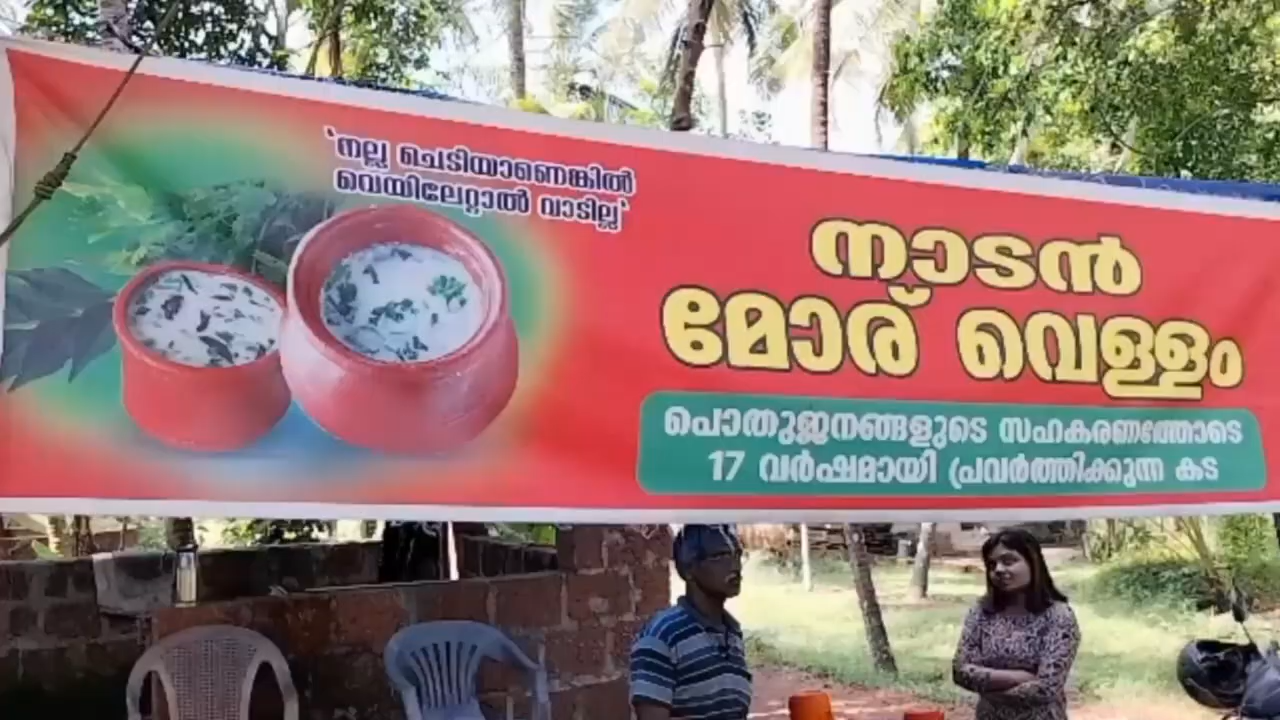 'നല്ല ചെടിയാണെങ്കിൽ
വെയിലേറ്റാൽ വാടില്ല'
നാടൻ
മോര് വെള്ളം
പൊതുജനങ്ങളുടെ സഹകരണത്തോടെ
17 വർഷമായി പ്രവർത്തിക്കുന്ന കട